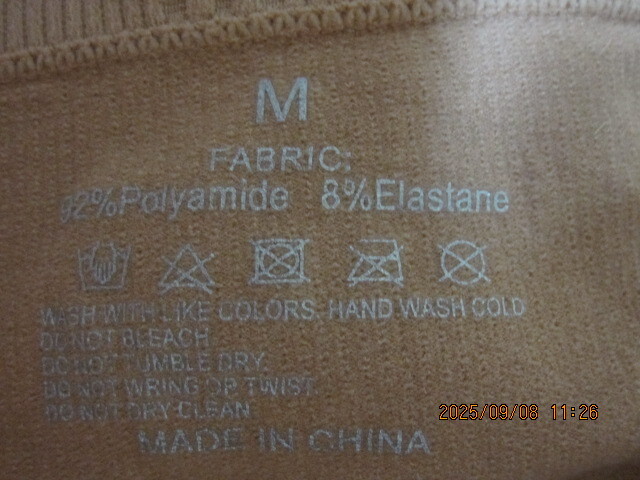 M
FABRIC:
92%Polyamide 8%Elastane
WASH WITH LIKE COLORS. HAND WASH COLD
DO NOT BLEACH
DO NOT TUMBLE DRY.
DO NOT WRING OR TWIST.
DO NOT DRY CLEAN
2025/09/08 11:26
MADE IN CHINA